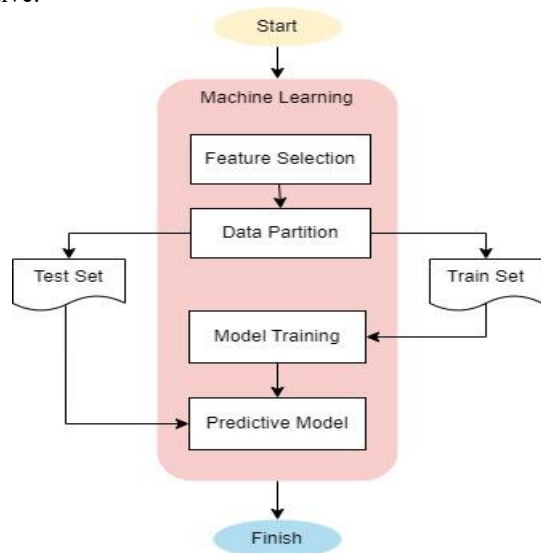 Start
Machine Learning
Feature Selection
Data Partition
Test Set
Train Set
Model Training
Predictive Model
Finish